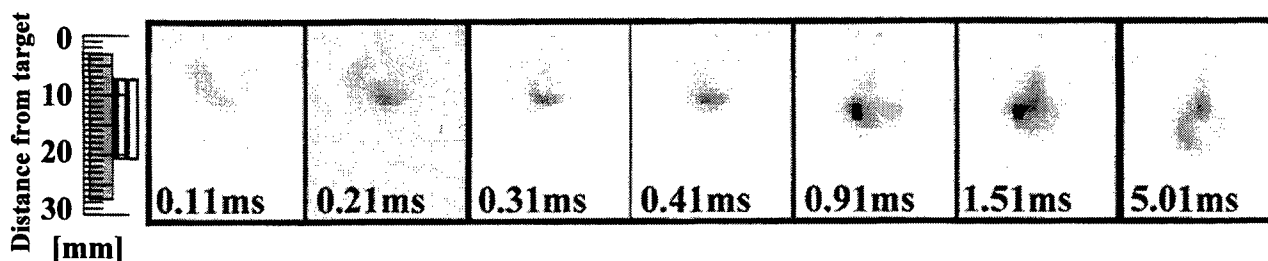 Distance from target
0
10
20
30
[mm]
0.11ms
0.21ms
0.31ms
0.41ms
0.91ms
1.51ms
5.01ms